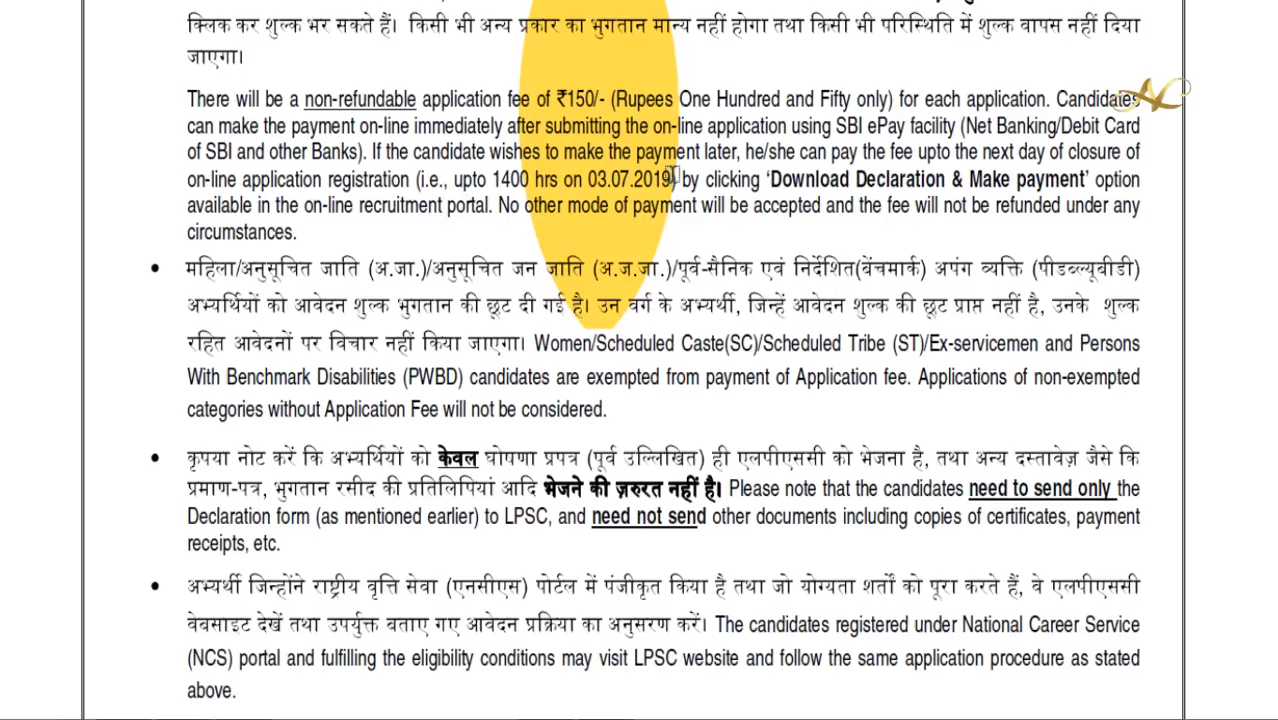 क्लिक कर शुल्क भर सकते हैं। किसी भी अन्य प्रकार का भुगतान मान्य नहीं होगा तथा किसी भी परिस्थिति में शुल्क वापस नहीं दिया
जाएगा।
There will be a non-refundable application fee of ₹150/- (Rupees One Hundred and Fifty only) for each application. Candidates
can make the payment on-line immediately after submitting the on-line application using SBI ePay facility (Net Banking/Debit Card
of SBI and other Banks). If the candidate wishes to make the payment later, he/she can pay the fee upto the next day of closure of
on-line application registration (i.e., upto 1400 hrs on 03.07.2019) by clicking ‘Download Declaration & Make payment’ option
available in the on-line recruitment portal. No other mode of payment will be accepted and the fee will not be refunded under any
circumstances.
• महिला/अनुसूचित जाति (अ.जा.)/अनुसूचित जन जाति (अ.ज.जा.)/पूर्व-सैनिक एवं निर्देशित(बेंचमार्क) अपंग व्यक्ति (पीडब्ल्यूबीडी)
अभ्यर्थियों को आवेदन शुल्क भुगतान की छूट दी गई है। उन वर्ग के अभ्यर्थी, जिन्हें आवेदन शुल्क की छूट प्राप्त नहीं है, उनके शुल्क
रहित आवेदनों पर विचार नहीं किया जाएगा। Women/Scheduled Caste(SC)/Scheduled Tribe (ST)/Ex-servicemen and Persons
With Benchmark Disabilities (PWBD) candidates are exempted from payment of Application fee. Applications of non-exempted
categories without Application Fee will not be considered.
• कृपया नोट करें कि अभ्यर्थियों को केवल घोषणा प्रपत्र (पूर्व उल्लिखित) ही एलपीएससी को भेजना है, तथा अन्य दस्तावेज़ जैसे कि
प्रमाण-पत्र, भुगतान रसीद की प्रतिलिपियां आदि भेजने की ज़रुरत नहीं है। Please note that the candidates need to send only the
Declaration form (as mentioned earlier) to LPSC, and need not send other documents including copies of certificates, payment
receipts, etc.
• अभ्यर्थी जिन्होंने राष्ट्रीय वृत्ति सेवा (एनसीएस) पोर्टल में पंजीकृत किया है तथा जो योग्यता शर्तों को पूरा करते हैं, वे एलपीएससी
वेबसाइट देखें तथा उपर्युक्त बताए गए आवेदन प्रक्रिया का अनुसरण करें। The candidates registered under National Career Service
(NCS) portal and fulfilling the eligibility conditions may visit LPSC website and follow the same application procedure as stated
above.